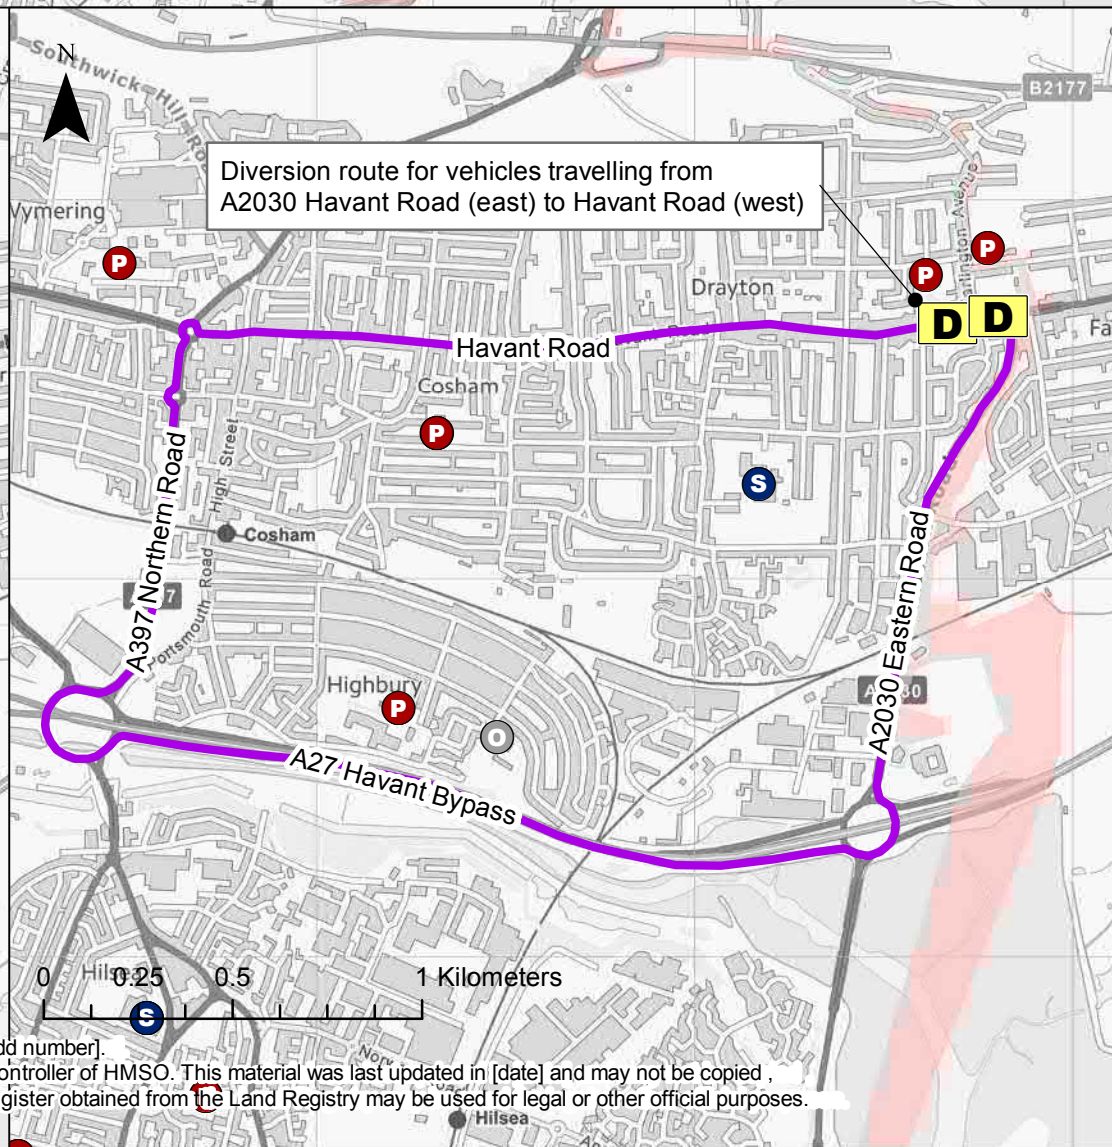 N
Southwick Hill Road
B2177
Diversion route for vehicles travelling from
A2030 Havant Road (east) to Havant Road (west)
Wymering
P
P
P
Drayton
D
D
Havant Road
Cosham
P
S
High Street
A397 Northern Road
Cosham
Portsmouth Road
A2030 Eastern Road
Highbury
P
O
A27 Havant Bypass
Hilsea
0 0.25 0.5 1 Kilometers
S
dd number].
ontroller of HMSO. This material was last updated in [date] and may not be copied ,
gister obtained from the Land Registry may be used for legal or other official purposes.
Hilsea